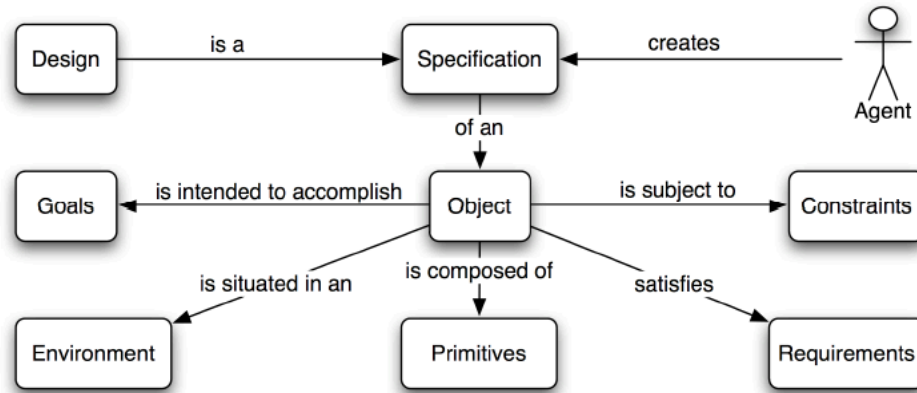 Design
is a
Specification
creates
Agent
of an
Goals
is intended to accomplish
Object
is subject to
Constraints
is situated in an
is composed of
satisfies
Environment
Primitives
Requirements